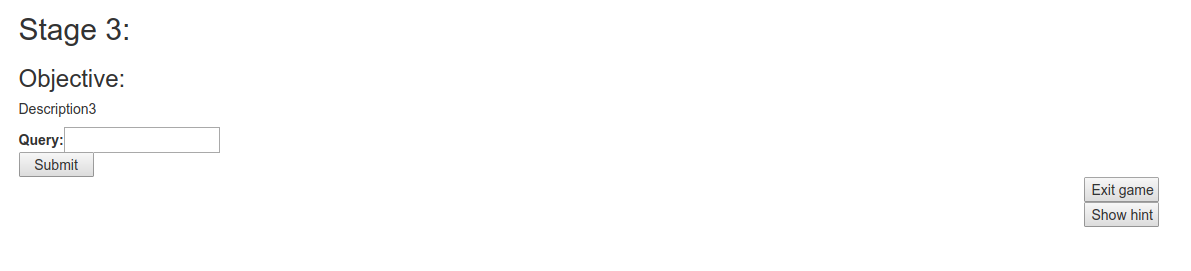 Stage 3:
Objective:
Description3
Query:
Submit
Exit game
Show hint